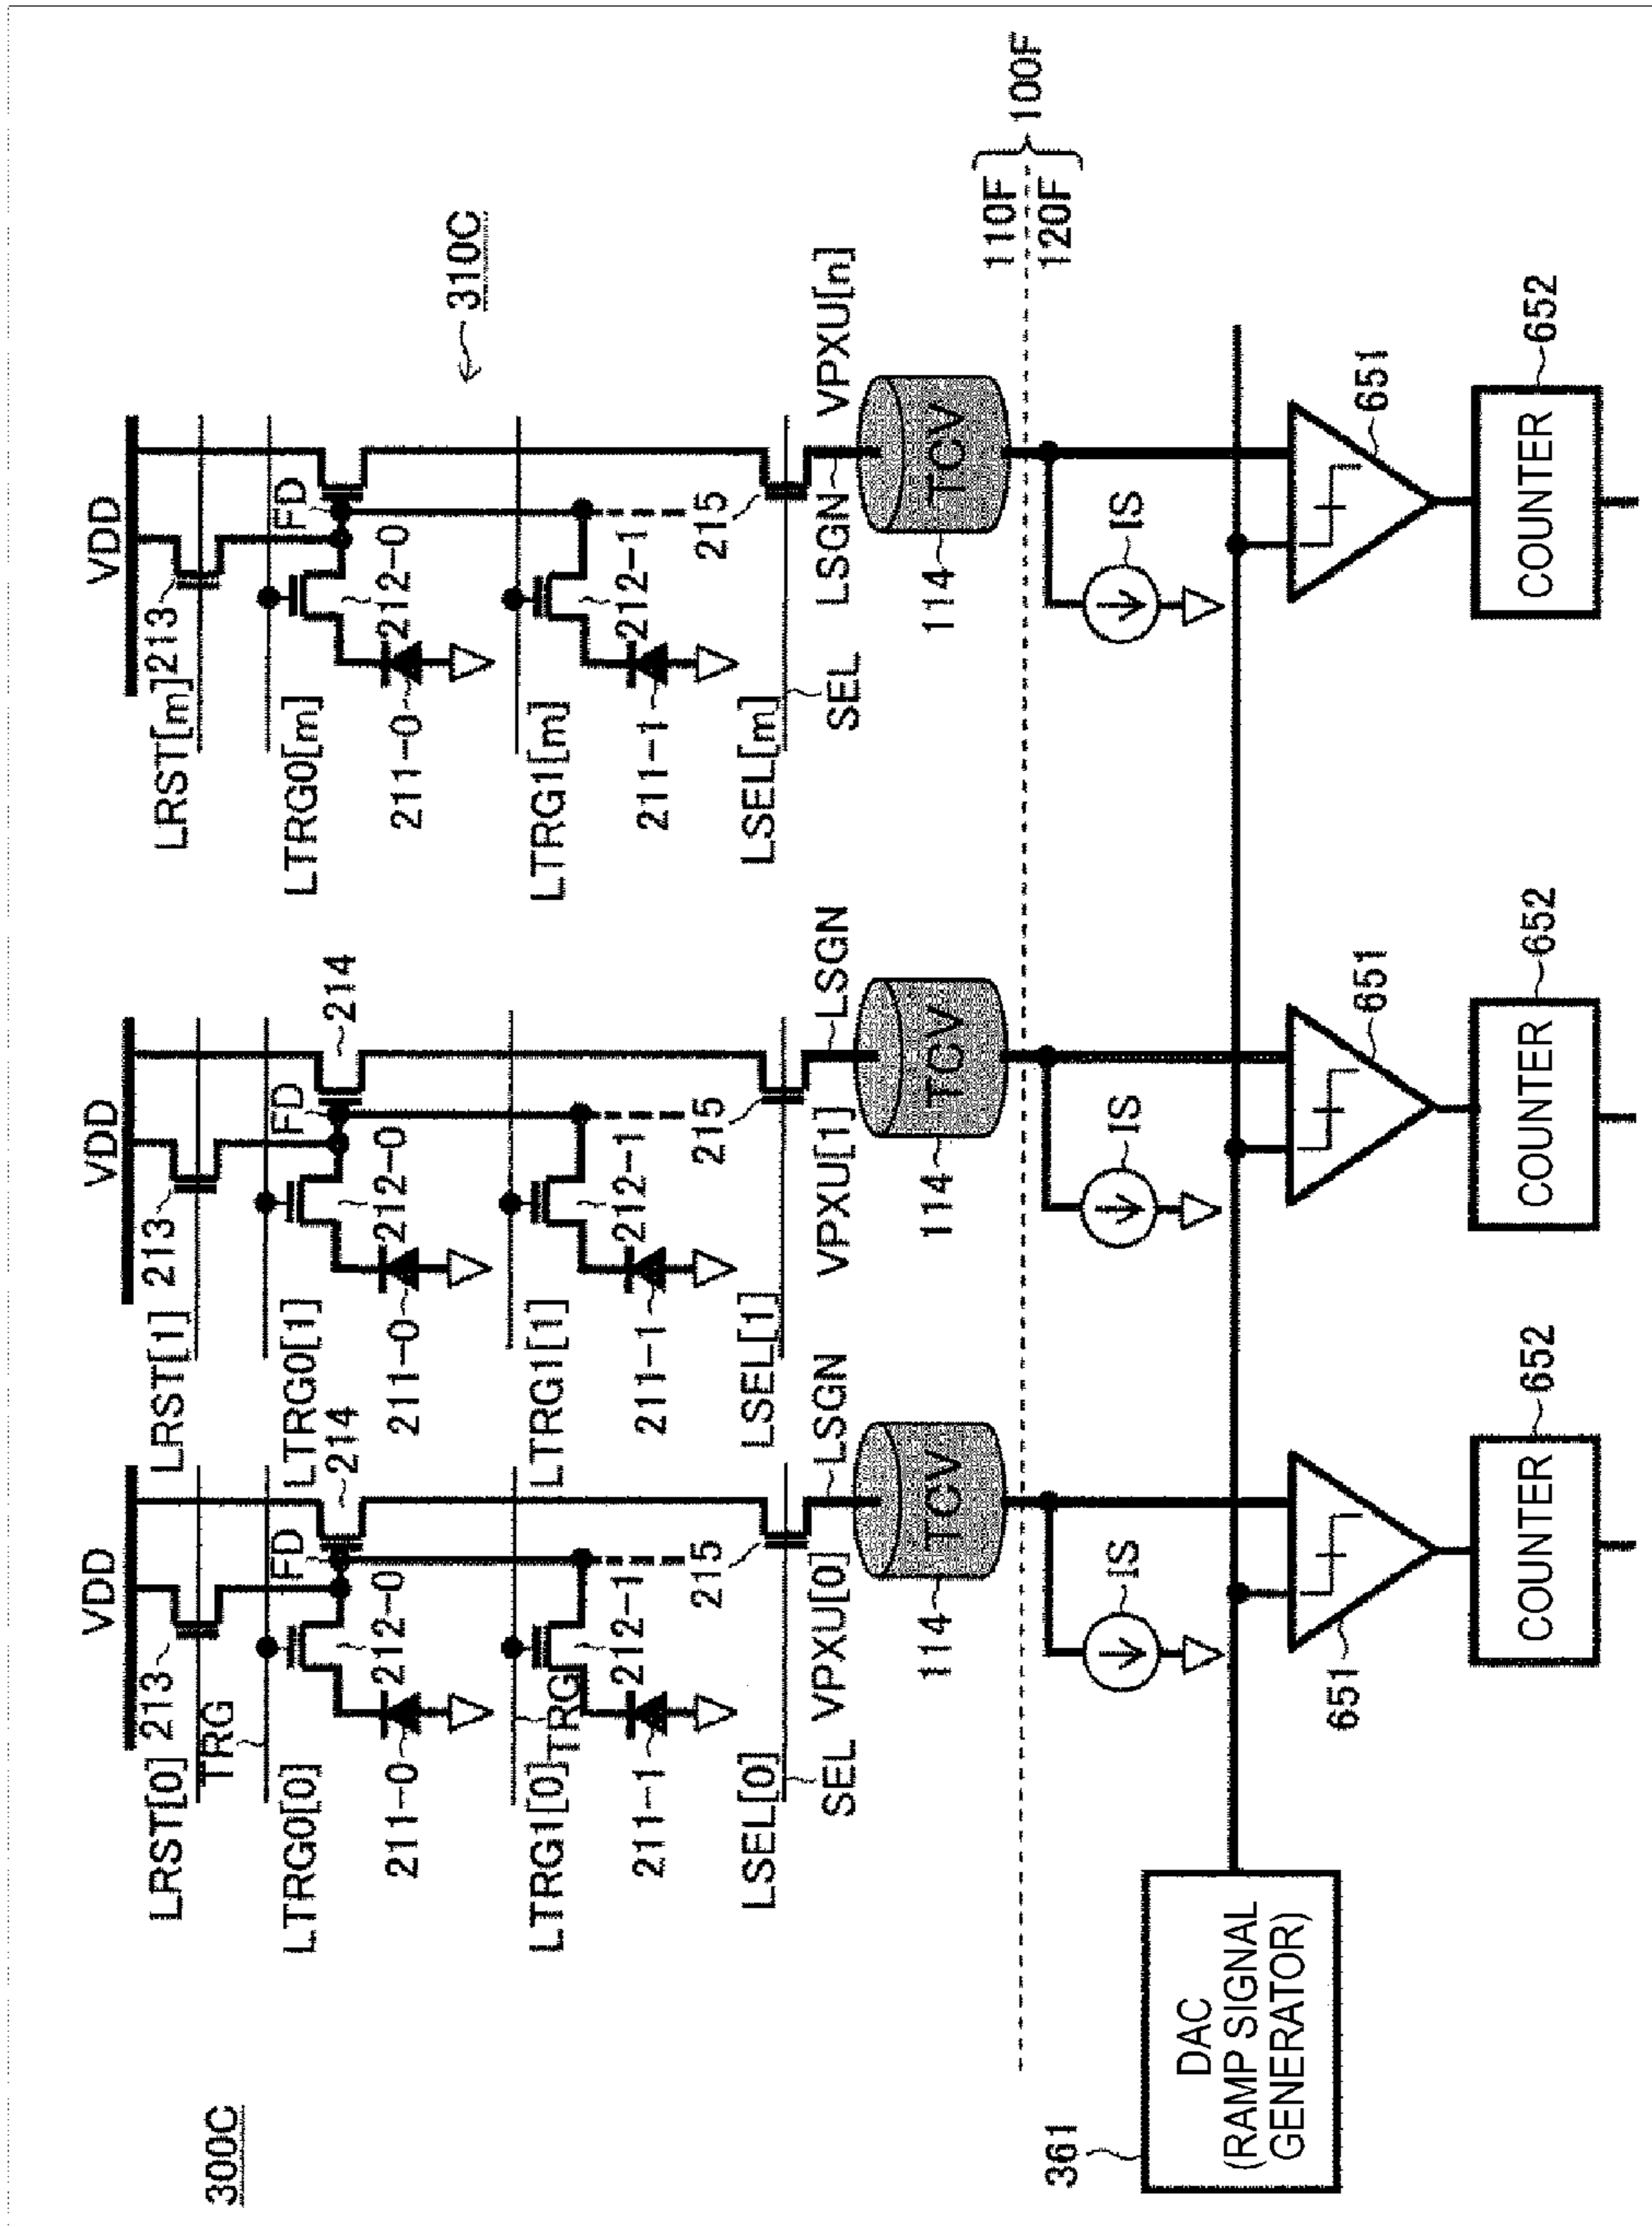 300C
VDD
VDD
VDD
LRST[0]
213
TRG
LRST[1]
213
LRST[m]
213
310C
LTRG0[0]
FD
214
LTRG0[1]
FD
214
LTRG0[m]
FD
211-0
212-0
211-0
212-0
211-0
212-0
LTRG1[0]
TRG
LTRG1[1]
LTRG1[m]
211-1
212-1
211-1
212-1
211-1
212-1
LSEL[0]
215
LSEL[1]
215
LSEL[m]
215
SEL
VPXU[0]
LSGN
VPXU[1]
LSGN
SEL
LSGN
VPXU[n]
114
TCV
114
TCV
114
TCV
110F
120F
100F
IS
IS
IS
361
DAC
(RAMP SIGNAL
GENERATOR)
651
651
651
COUNTER
652
COUNTER
652
COUNTER
652